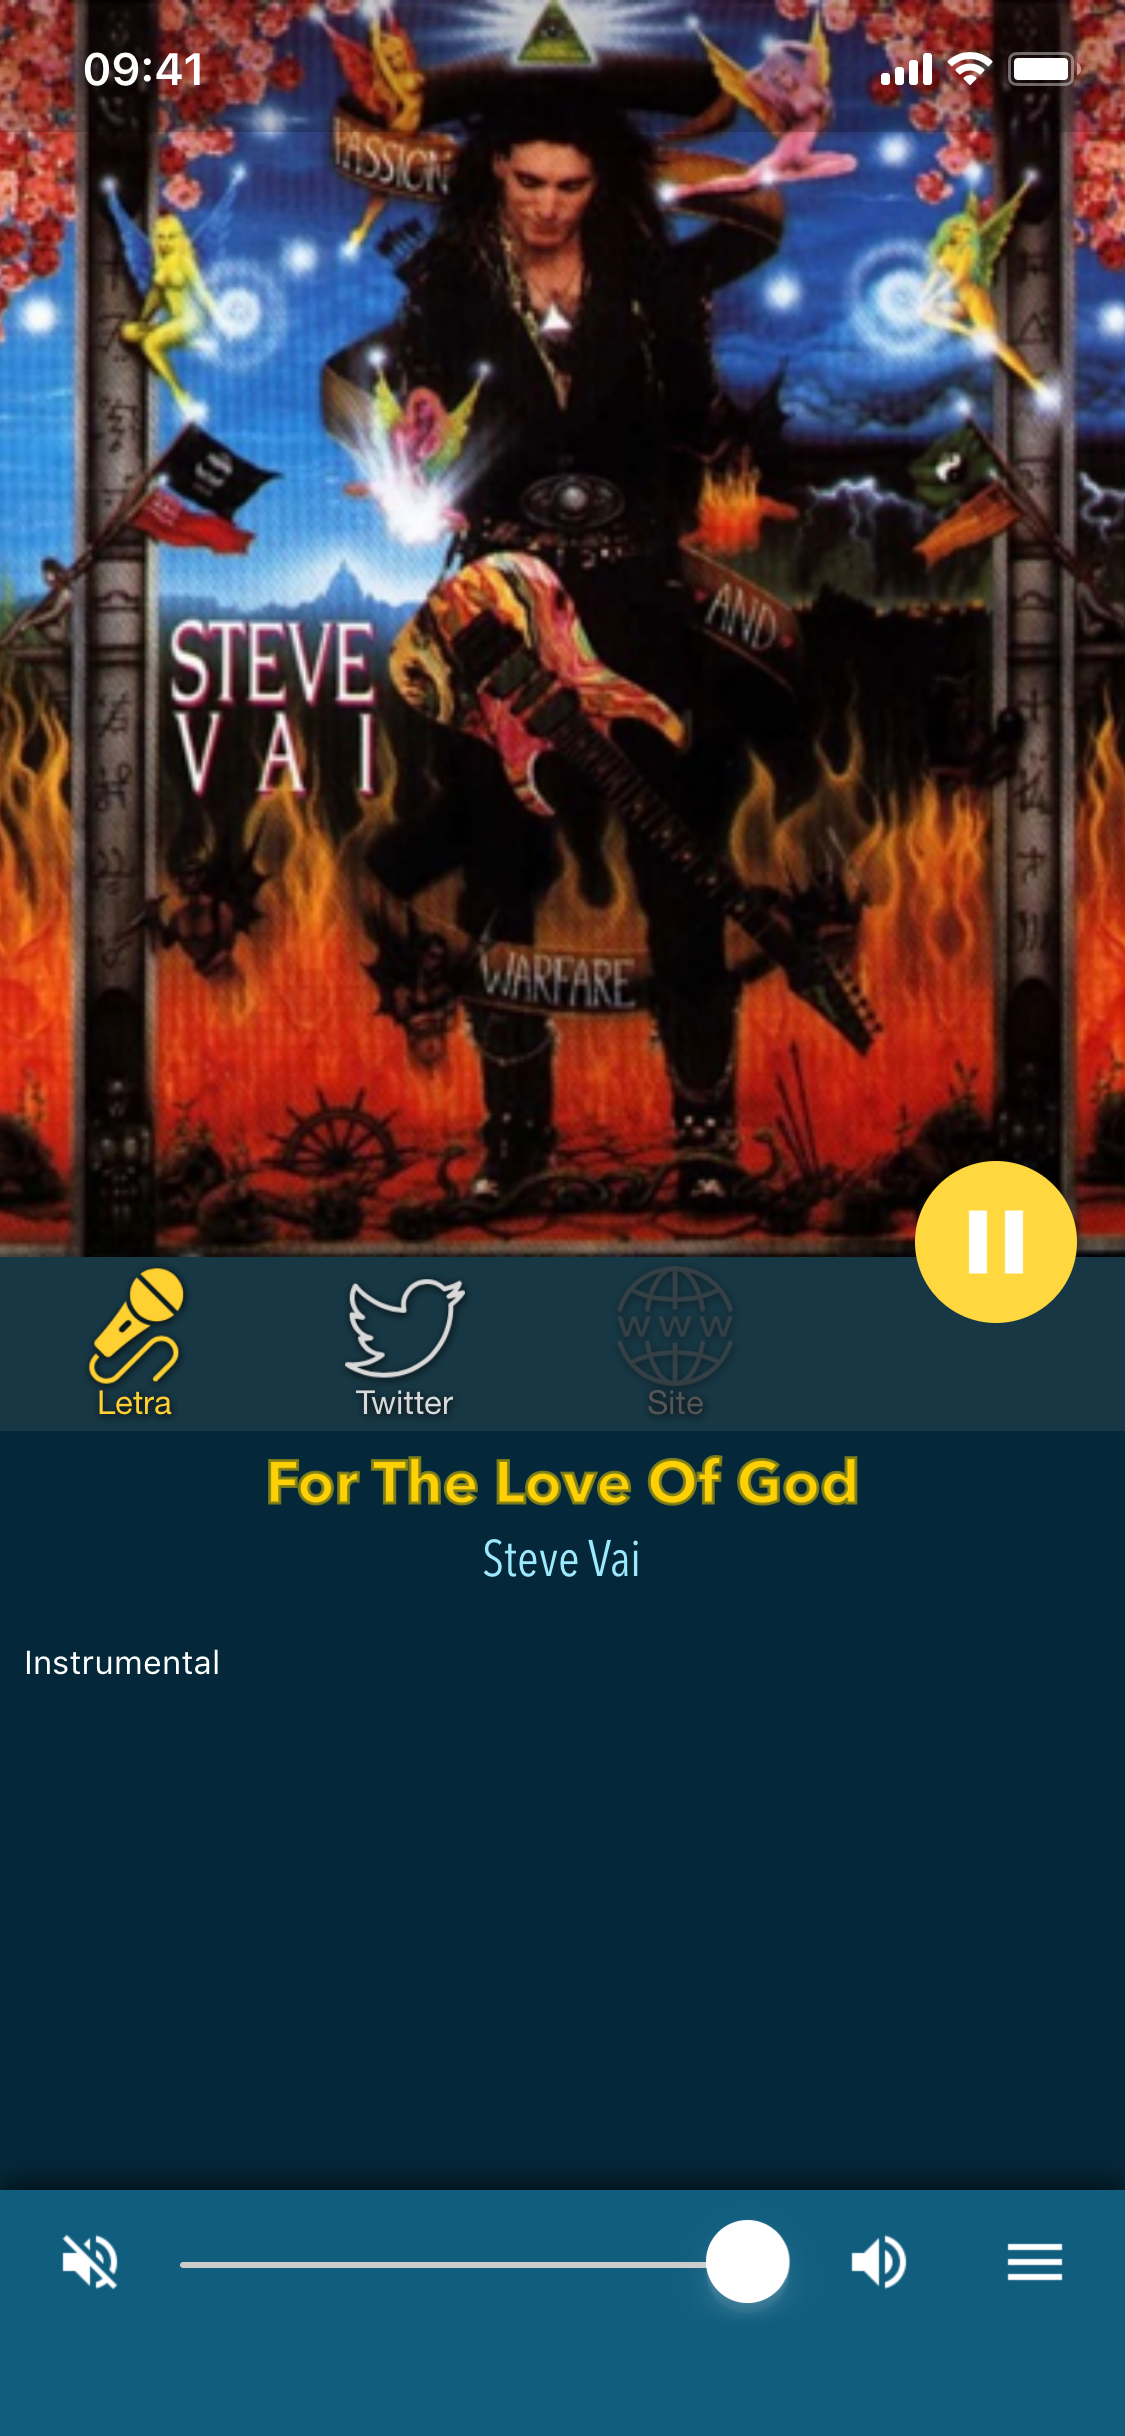 09:41
PASSION
AND
STEVE
VAI
WARFARE
WWW
Letra
Twitter
Site
For The Love Of God
Steve Vai
Instrumental